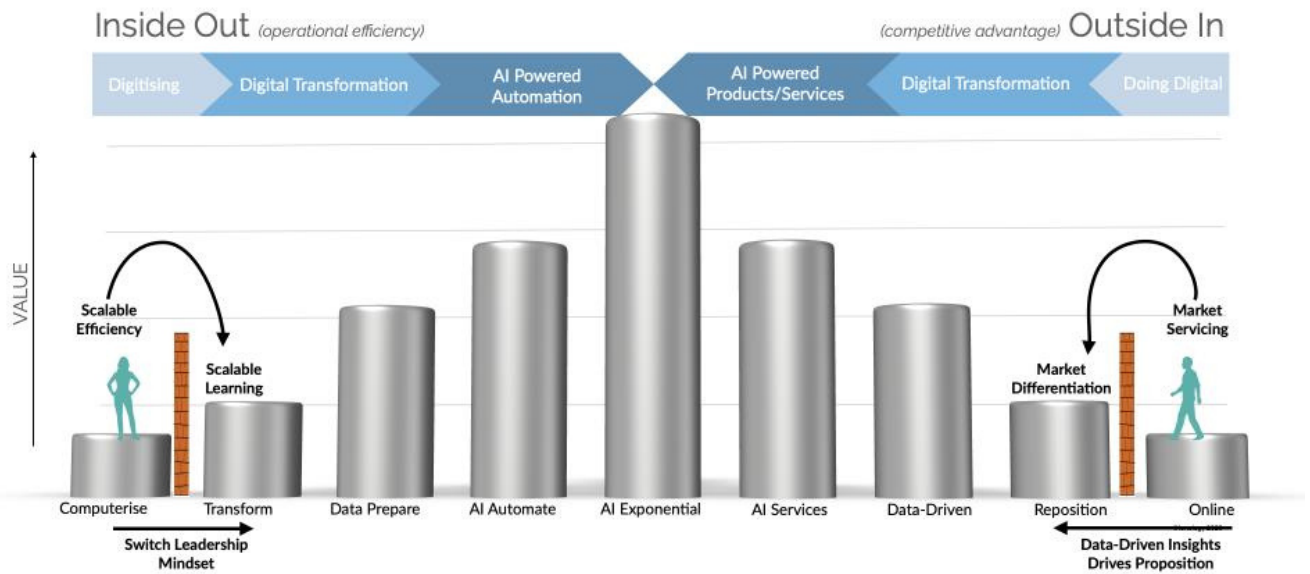 Inside Out (operational efficiency)
(competitive advantage) Outside In
Digitising
Digital Transformation
AI Powered
Automation
AI Powered
Products/Services
Digital Transformation
Doing Digital
VALUE
Scalable
Efficiency
Scalable
Learning
Market
Differentiation
Market
Servicing
Computerise
Transform
Data Prepare
AI Automate
AI Exponential
AI Services
Data-Driven
Reposition
Online
Switch Leadership
Mindset
Data-Driven Insights
Drives Proposition